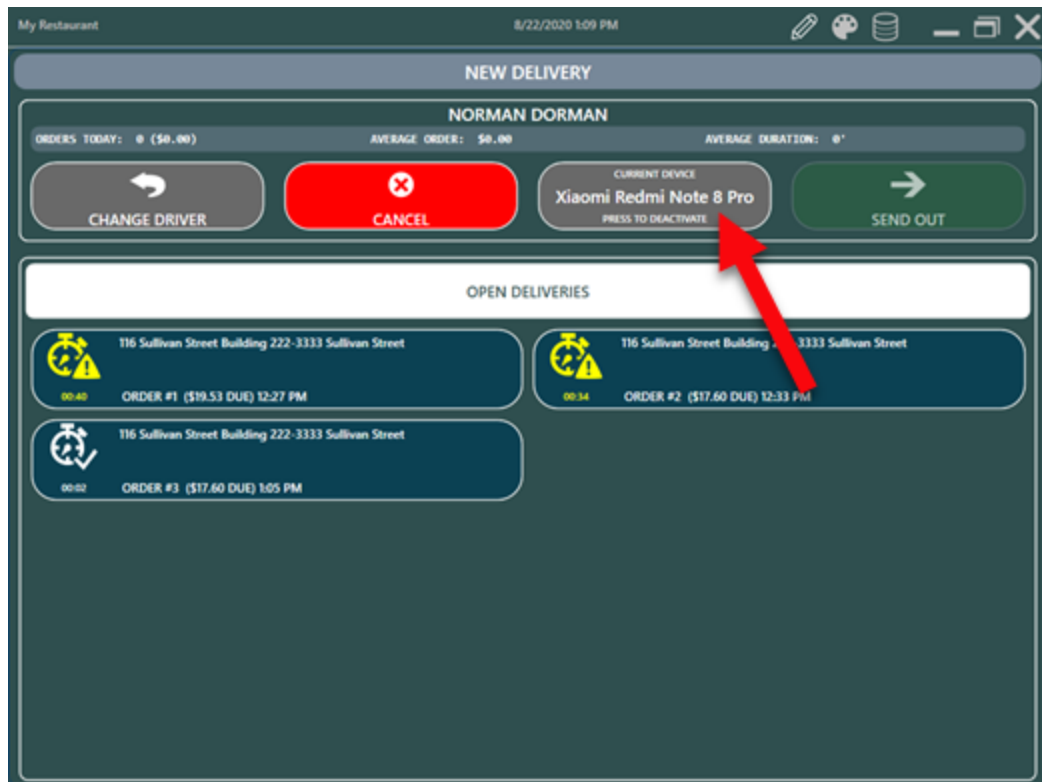 My Restaurant 8/22/2020 1:09 PM
NEW DELIVERY
NORMAN DORMAN
ORDERS TODAY: 0 ($0.00) AVERAGE ORDER: $0.00 AVERAGE DURATION: 0'
CHANGE DRIVER
CANCEL
CURRENT DEVICE
Xiaomi Redmi Note 8 Pro
PRESS TO DEACTIVATE
SEND OUT
OPEN DELIVERIES
116 Sullivan Street Building 222-3333 Sullivan Street
00:40 ORDER #1 ($19.53 DUE) 12:27 PM
116 Sullivan Street Building 3333 Sullivan Street
00:34 ORDER #2 ($17.60 DUE) 12:33 PM
116 Sullivan Street Building 222-3333 Sullivan Street
00:02 ORDER #3 ($17.60 DUE) 1:05 PM